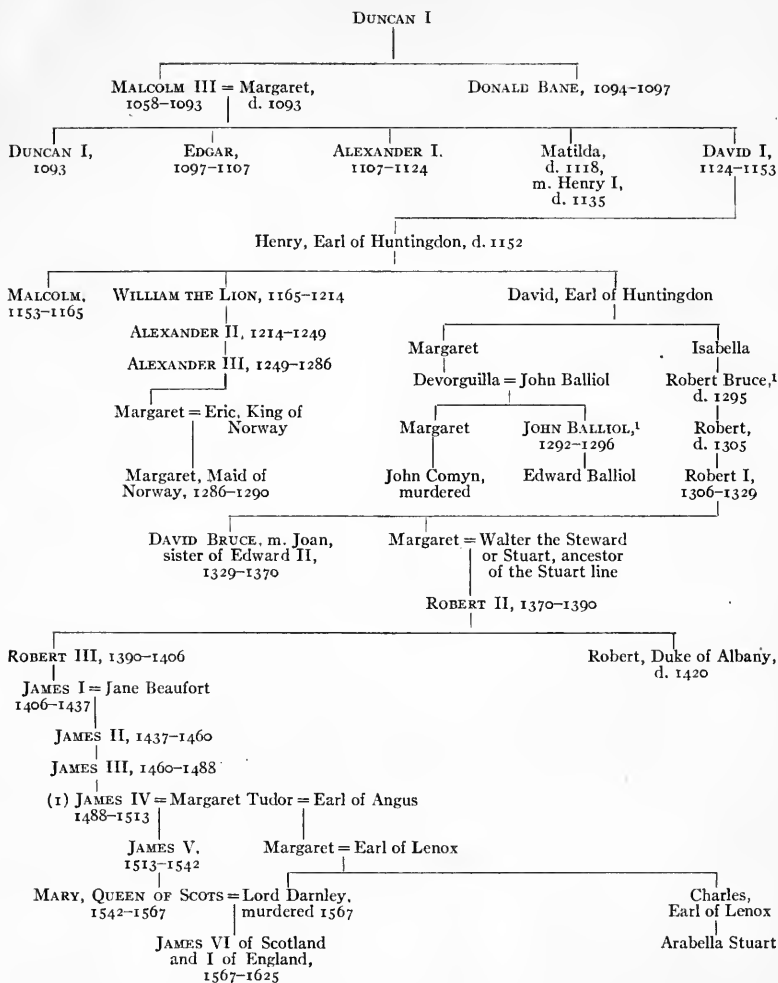 DUNCAN I
MALCOLM III = Margaret,
1058–1093 d. 1093
DONALD BANE, 1094–1097
DUNCAN I,
1093
EDGAR,
1097–1107
ALEXANDER I.
1107–1124
Matilda,
d. 1118,
m. Henry I,
d. 1135
DAVID I,
1124–1153
Henry, Earl of Huntingdon, d. 1152
MALCOLM,
1153–1165
WILLIAM THE LION, 1165–1214
David, Earl of Huntingdon
ALEXANDER II, 1214–1249
ALEXANDER III, 1249–1286
Margaret = Eric, King of
Norway
Margaret, Maid of
Norway, 1286–1290
Margaret
Isabella
Devorguilla = John Balliol
Robert Bruce,¹
d. 1295
Margaret
JOHN BALLIOL,¹
1292–1296
Robert,
d. 1305
John Comyn,
murdered
Edward Balliol
Robert I,
1306–1329
DAVID BRUCE, m. Joan,
sister of Edward II,
1329–1370
Margaret = Walter the Steward
or Stuart, ancestor
of the Stuart line
ROBERT II, 1370–1390
ROBERT III, 1390–1406
Robert, Duke of Albany,
d. 1420
JAMES I = Jane Beaufort
1406–1437
JAMES II, 1437–1460
JAMES III, 1460–1488
(1) JAMES IV = Margaret Tudor = Earl of Angus
1488–1513
JAMES V,
1513–1542
Margaret = Earl of Lenox
MARY, QUEEN OF SCOTS = Lord Darnley,
1542–1567 murdered 1567
Charles,
Earl of Lenox
JAMES VI of Scotland
and I of England,
1567–1625
Arabella Stuart